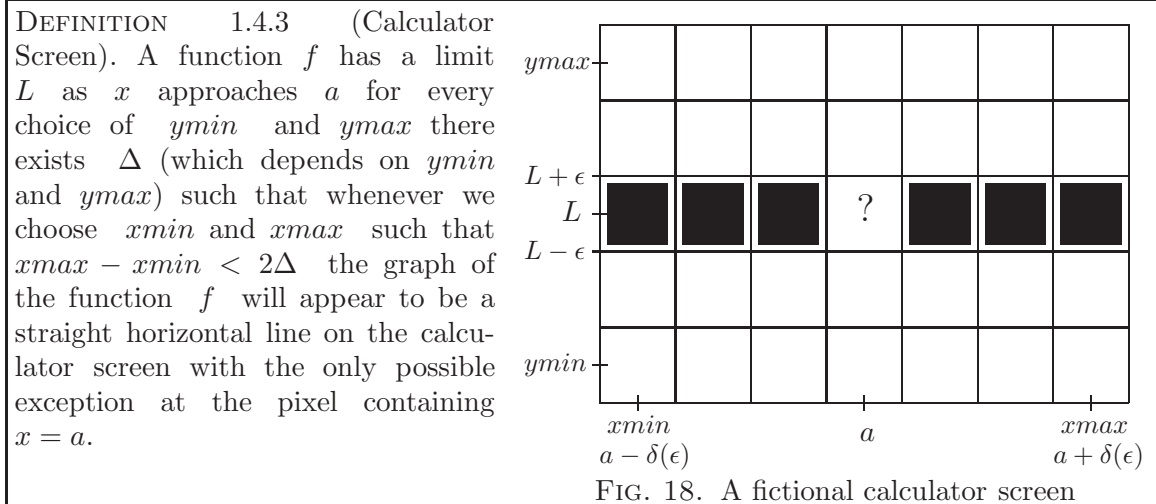 DEFINITION 1.4.3 (Calculator
Screen). A function f has a limit
L as x approaches a for every
choice of ymin and ymax there
exists Δ (which depends on ymin
and ymax) such that whenever we
choose xmin and xmax such that
xmax − xmin < 2Δ the graph of
the function f will appear to be a
straight horizontal line on the calcu-
lator screen with the only possible
exception at the pixel containing
x = a.
ymax
L + ϵ
L
?
L − ϵ
ymin
xmin
a
xmax
a − δ(ϵ)
a + δ(ϵ)
FIG. 18. A fictional calculator screen